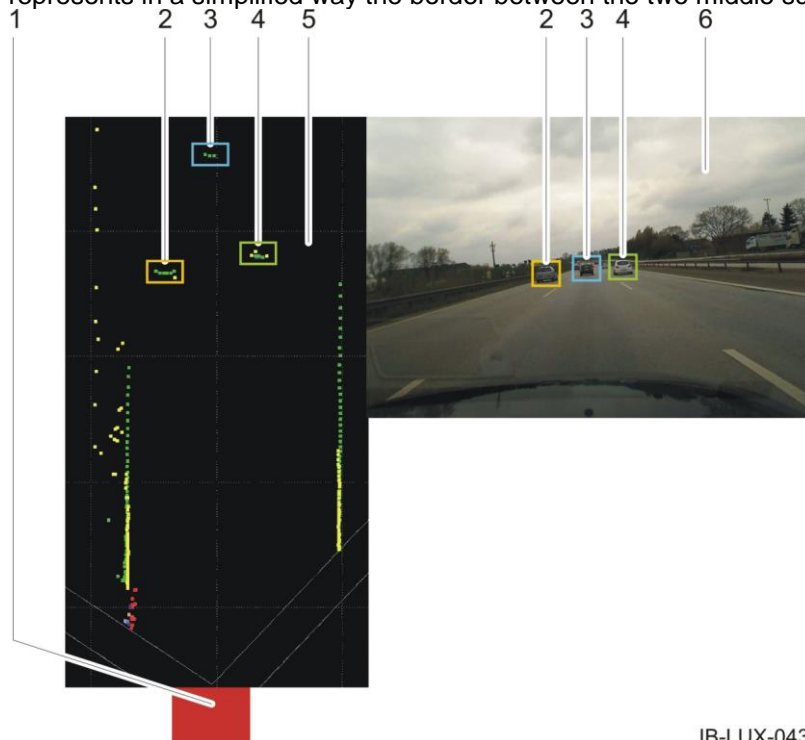 represents in a simplified way the border between the two middle
1 2 3 4 5 2 3 4 6
IB-LUX-043